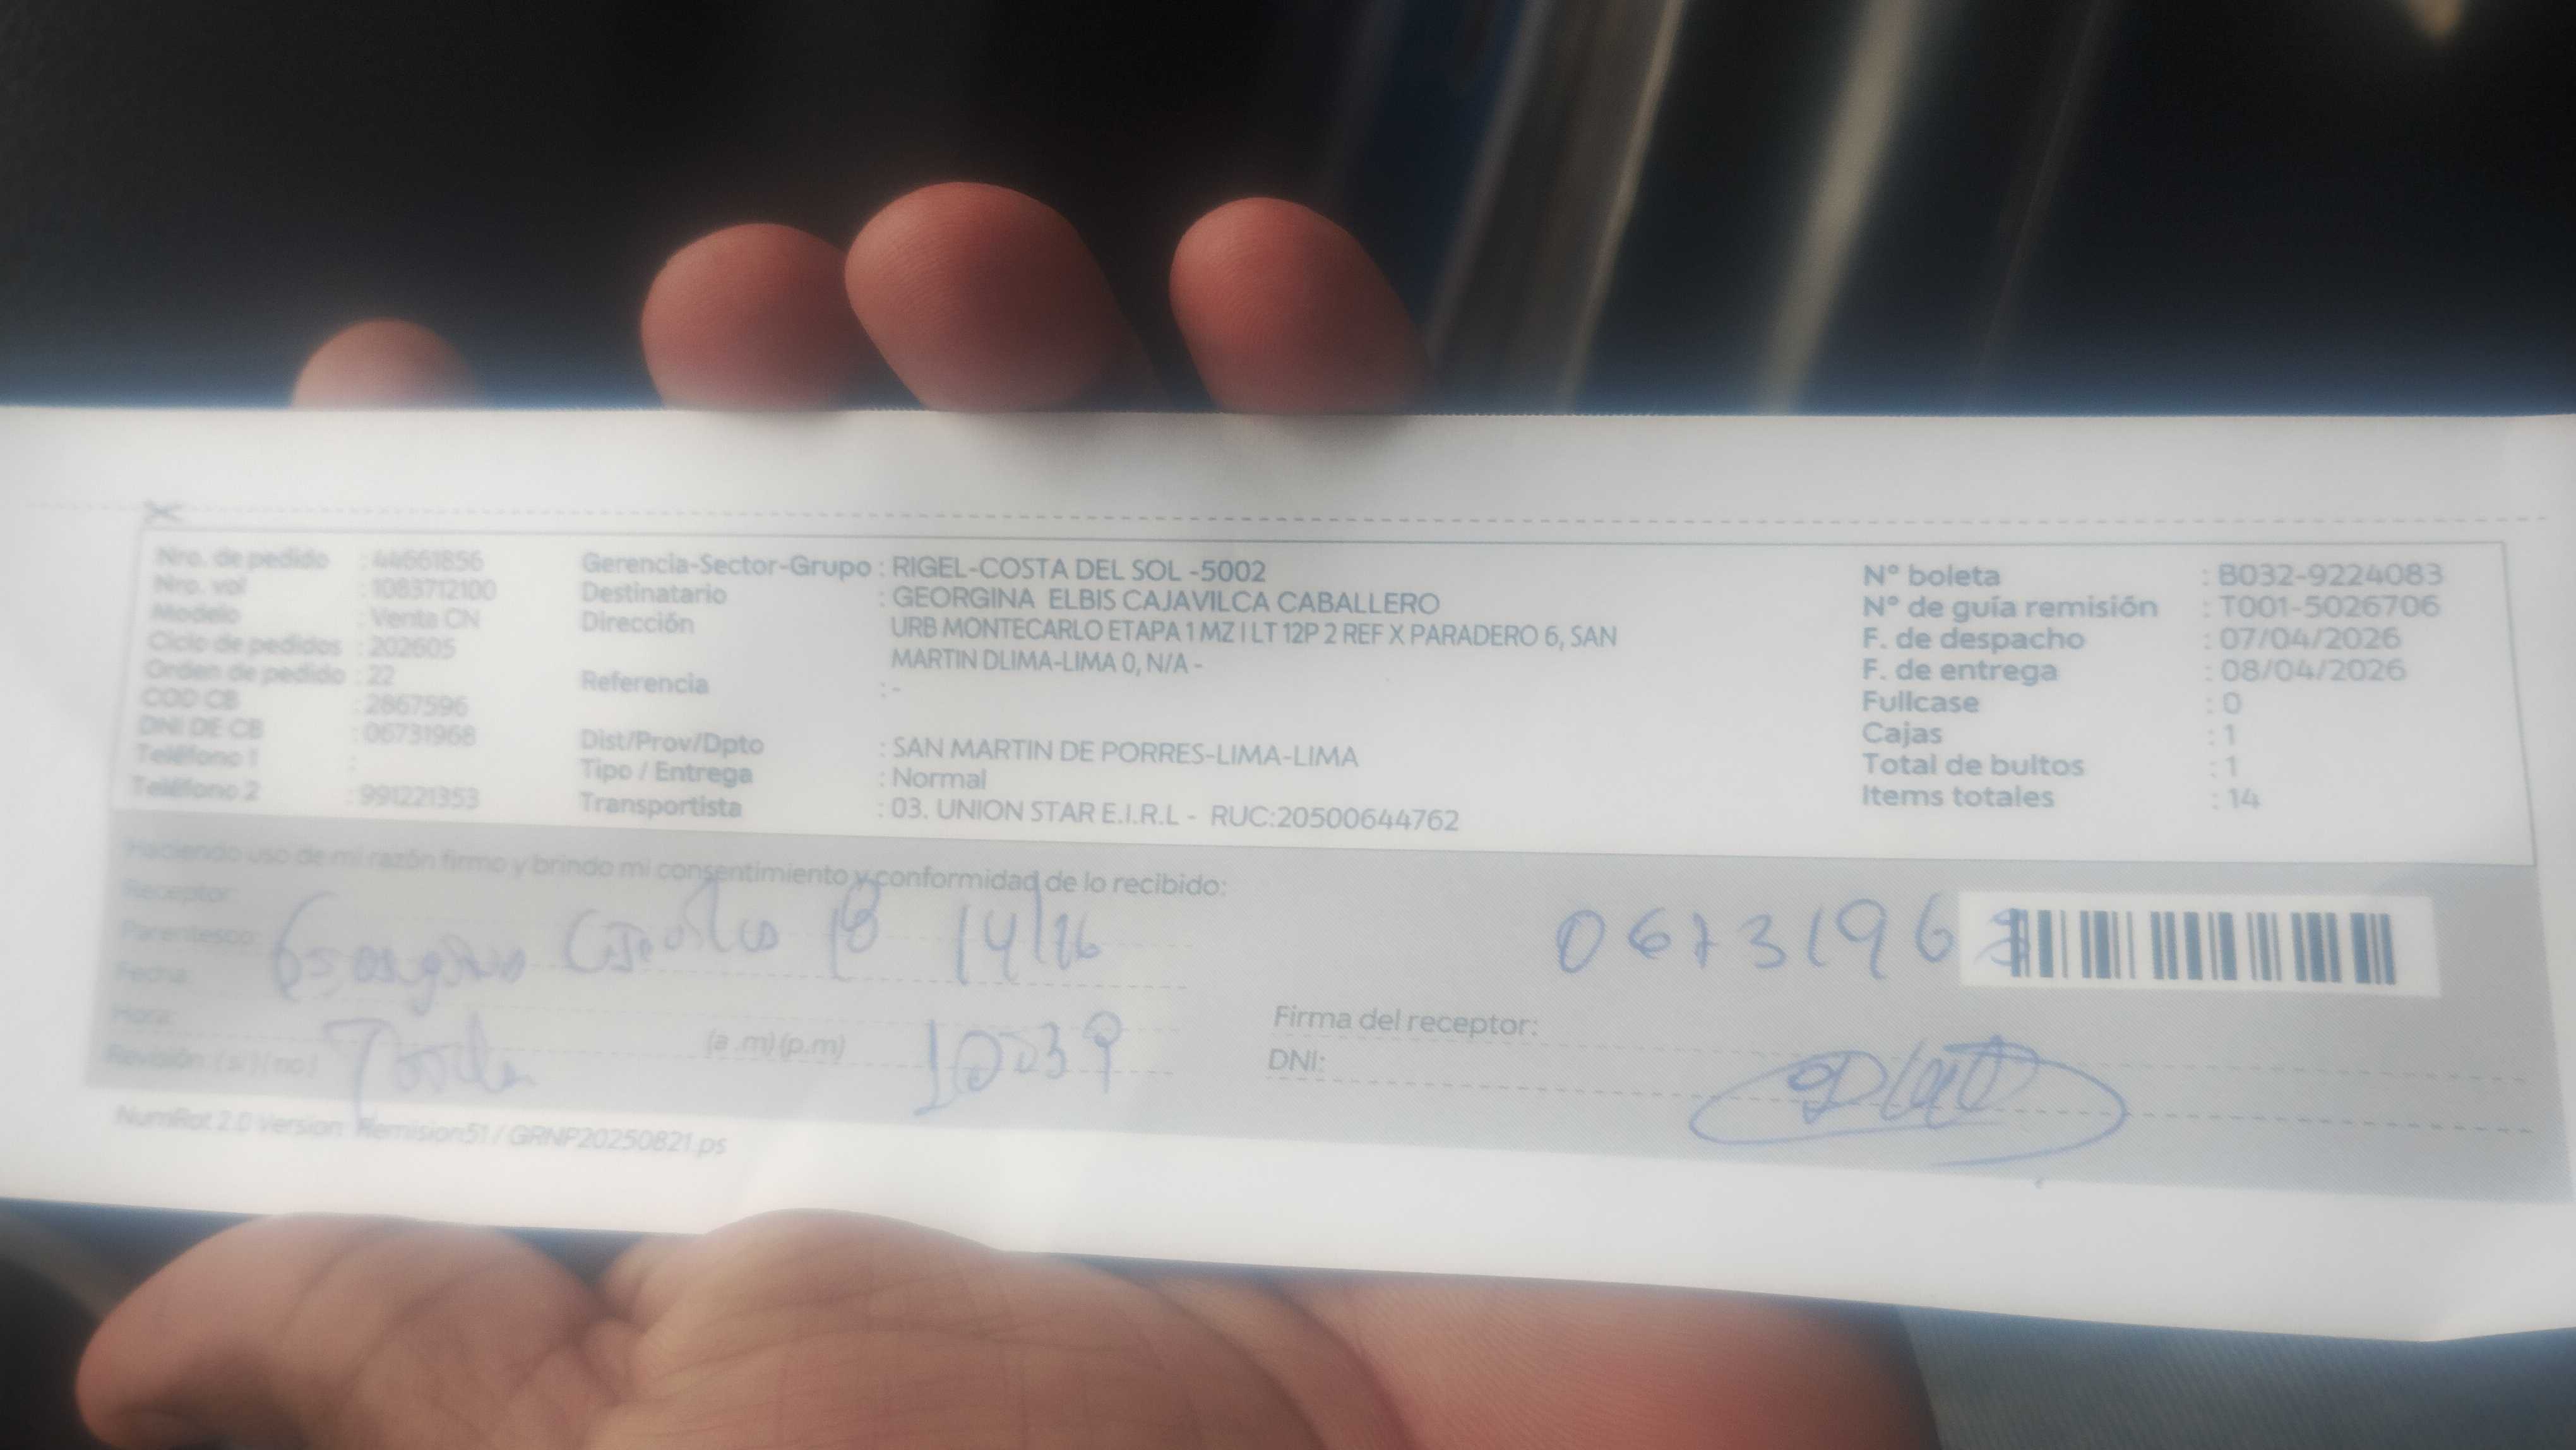 Nro. de pedido : 44661856
Nro. vol : 1083712100
Modelo : Venta CN
Ciclo de pedidos : 202605
Orden de pedido : 22
COD CB : 2867596
DNI DE CB : 06731968
Teléfono 1 :
Teléfono 2 : 991221353
Gerencia-Sector-Grupo : RIGEL-COSTA DEL SOL -5002
Destinatario : GEORGINA ELBIS CAJAVILCA CABALLERO
Dirección URB MONTECARLO ETAPA 1 MZ I LT 12P 2 REF X PARADERO 6, SAN
MARTIN DLIMA-LIMA 0, N/A -
Referencia : -
Dist/Prov/Dpto : SAN MARTIN DE PORRES-LIMA-LIMA
Tipo / Entrega : Normal
Transportista : 03. UNION STAR E.I.R.L - RUC:20500644762
N° boleta : B032-9224083
N° de guía remisión : T001-5026706
F. de despacho : 07/04/2026
F. de entrega : 08/04/2026
Fullcase : 0
Cajas : 1
Total de bultos : 1
Items totales : 14
Haciendo uso de mi razón firmo y brindo mi consentimiento y conformidad de lo recibido:
Receptor:
Parentesco:
Fecha:
Hora: (a .m) (p.m)
Revisión: ( si ) ( no )
Firma del receptor:
DNI:
NumRot 2.0 Version: Remision51 / GRNP20250821.ps